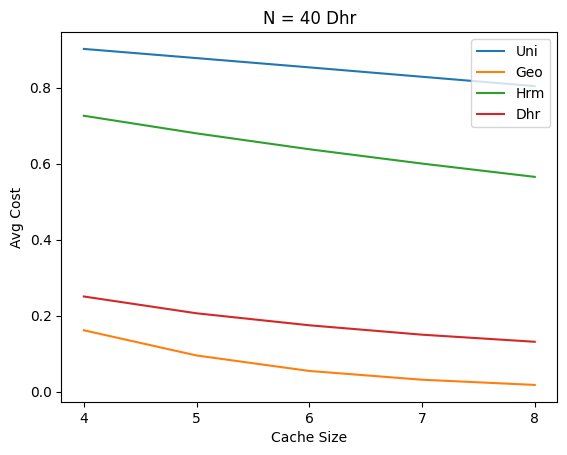 N = 40 Dhr
Uni
Geo
Hrm
Dhr
Avg Cost
0.8
0.6
0.4
0.2
0.0
4 5 6 7 8
Cache Size